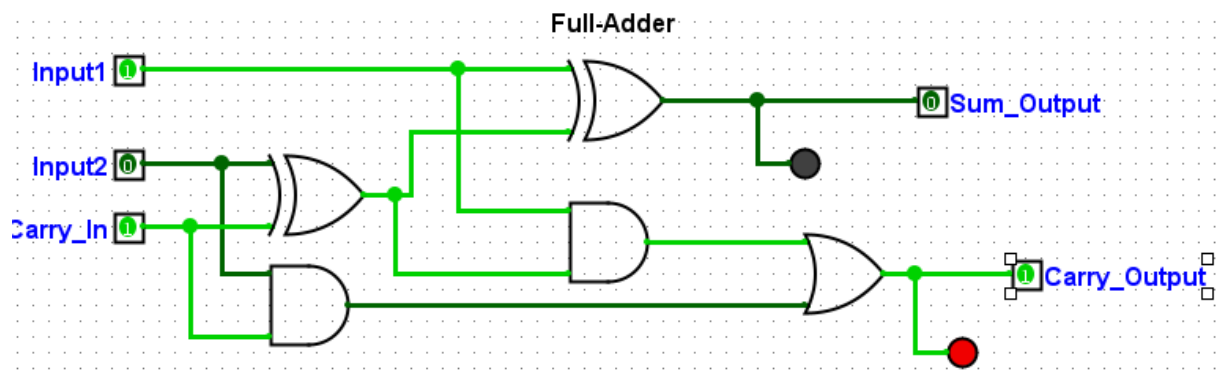 Full-Adder
Input1 1
0 Sum_Output
Input2 0
Carry_In 1
1 Carry_Output